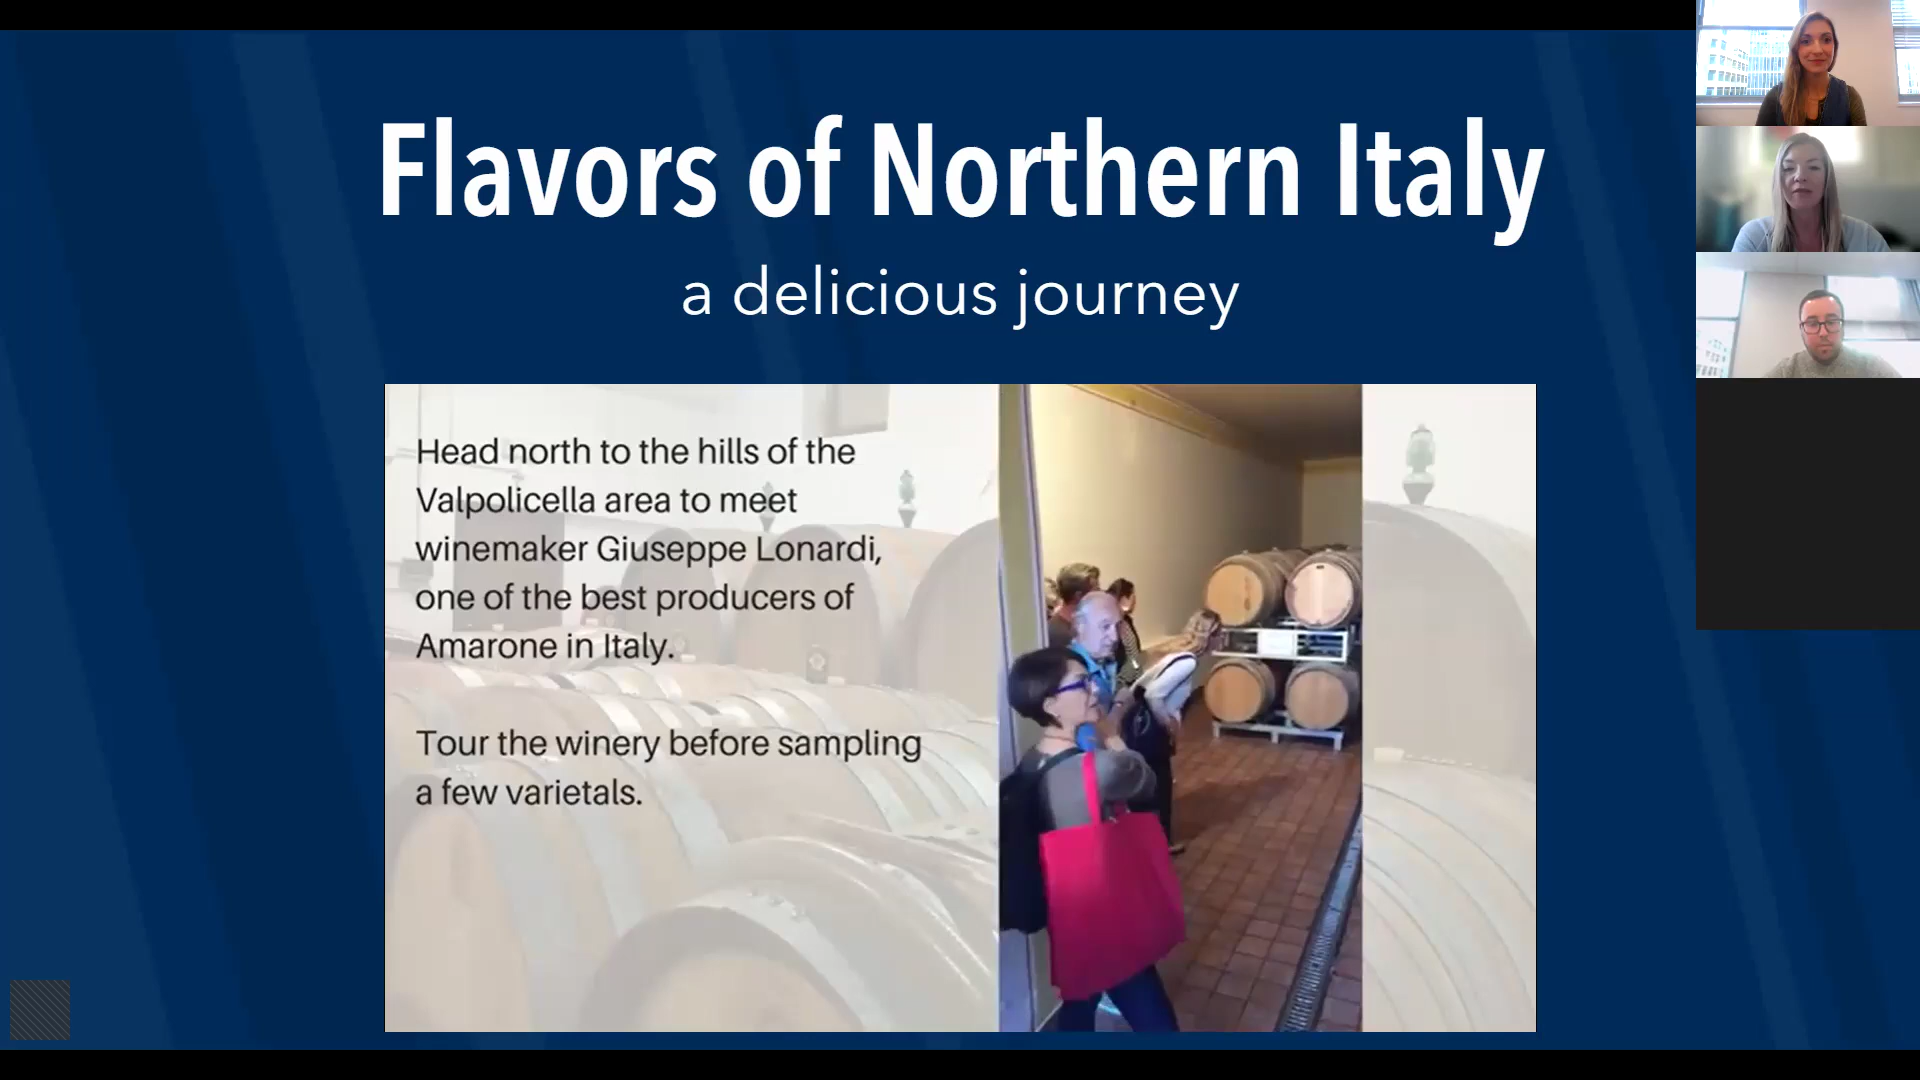 Flavors of Northern Italy
a delicious journey
Head north to the hills of the
Valpolicella area to meet
winemaker Giuseppe Lonardi,
one of the best producers of
Amarone in Italy.
Tour the winery before sampling
a few varietals.